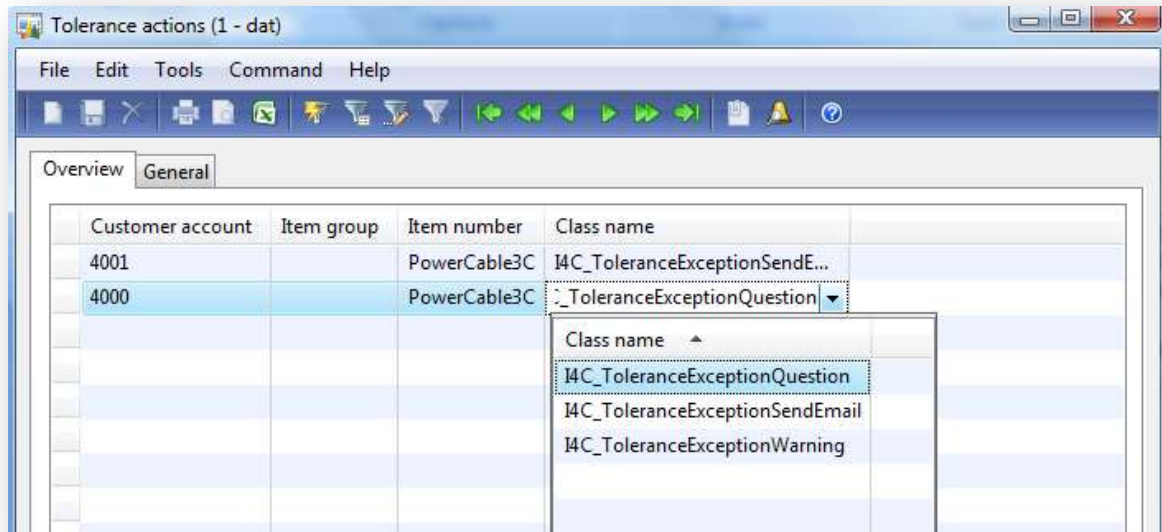 Tolerance actions (1 - dat)
File Edit Tools Command Help
Overview General
Customer account Item group Item number Class name
4001 PowerCable3C I4C_ToleranceExceptionSendE...
4000 PowerCable3C :_ToleranceExceptionQuestion
Class name
I4C_ToleranceExceptionQuestion
I4C_ToleranceExceptionSendEmail
I4C_ToleranceExceptionWarning